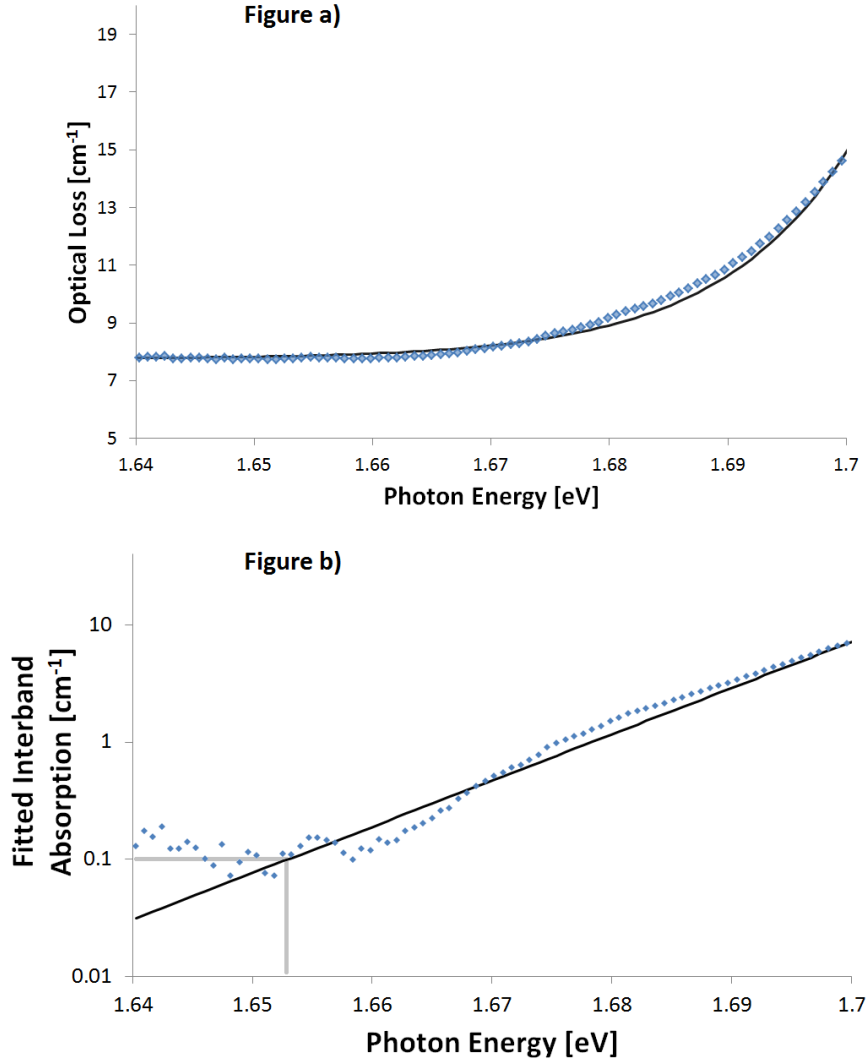 Figure a)
Optical Loss [cm⁻¹]
19
17
15
13
11
9
7
5
1.64 1.65 1.66 1.67 1.68 1.69 1.7
Photon Energy [eV]
Figure b)
Fitted Interband
Absorption [cm⁻¹]
10
1
0.1
0.01
1.64 1.65 1.66 1.67 1.68 1.69 1.7
Photon Energy [eV]